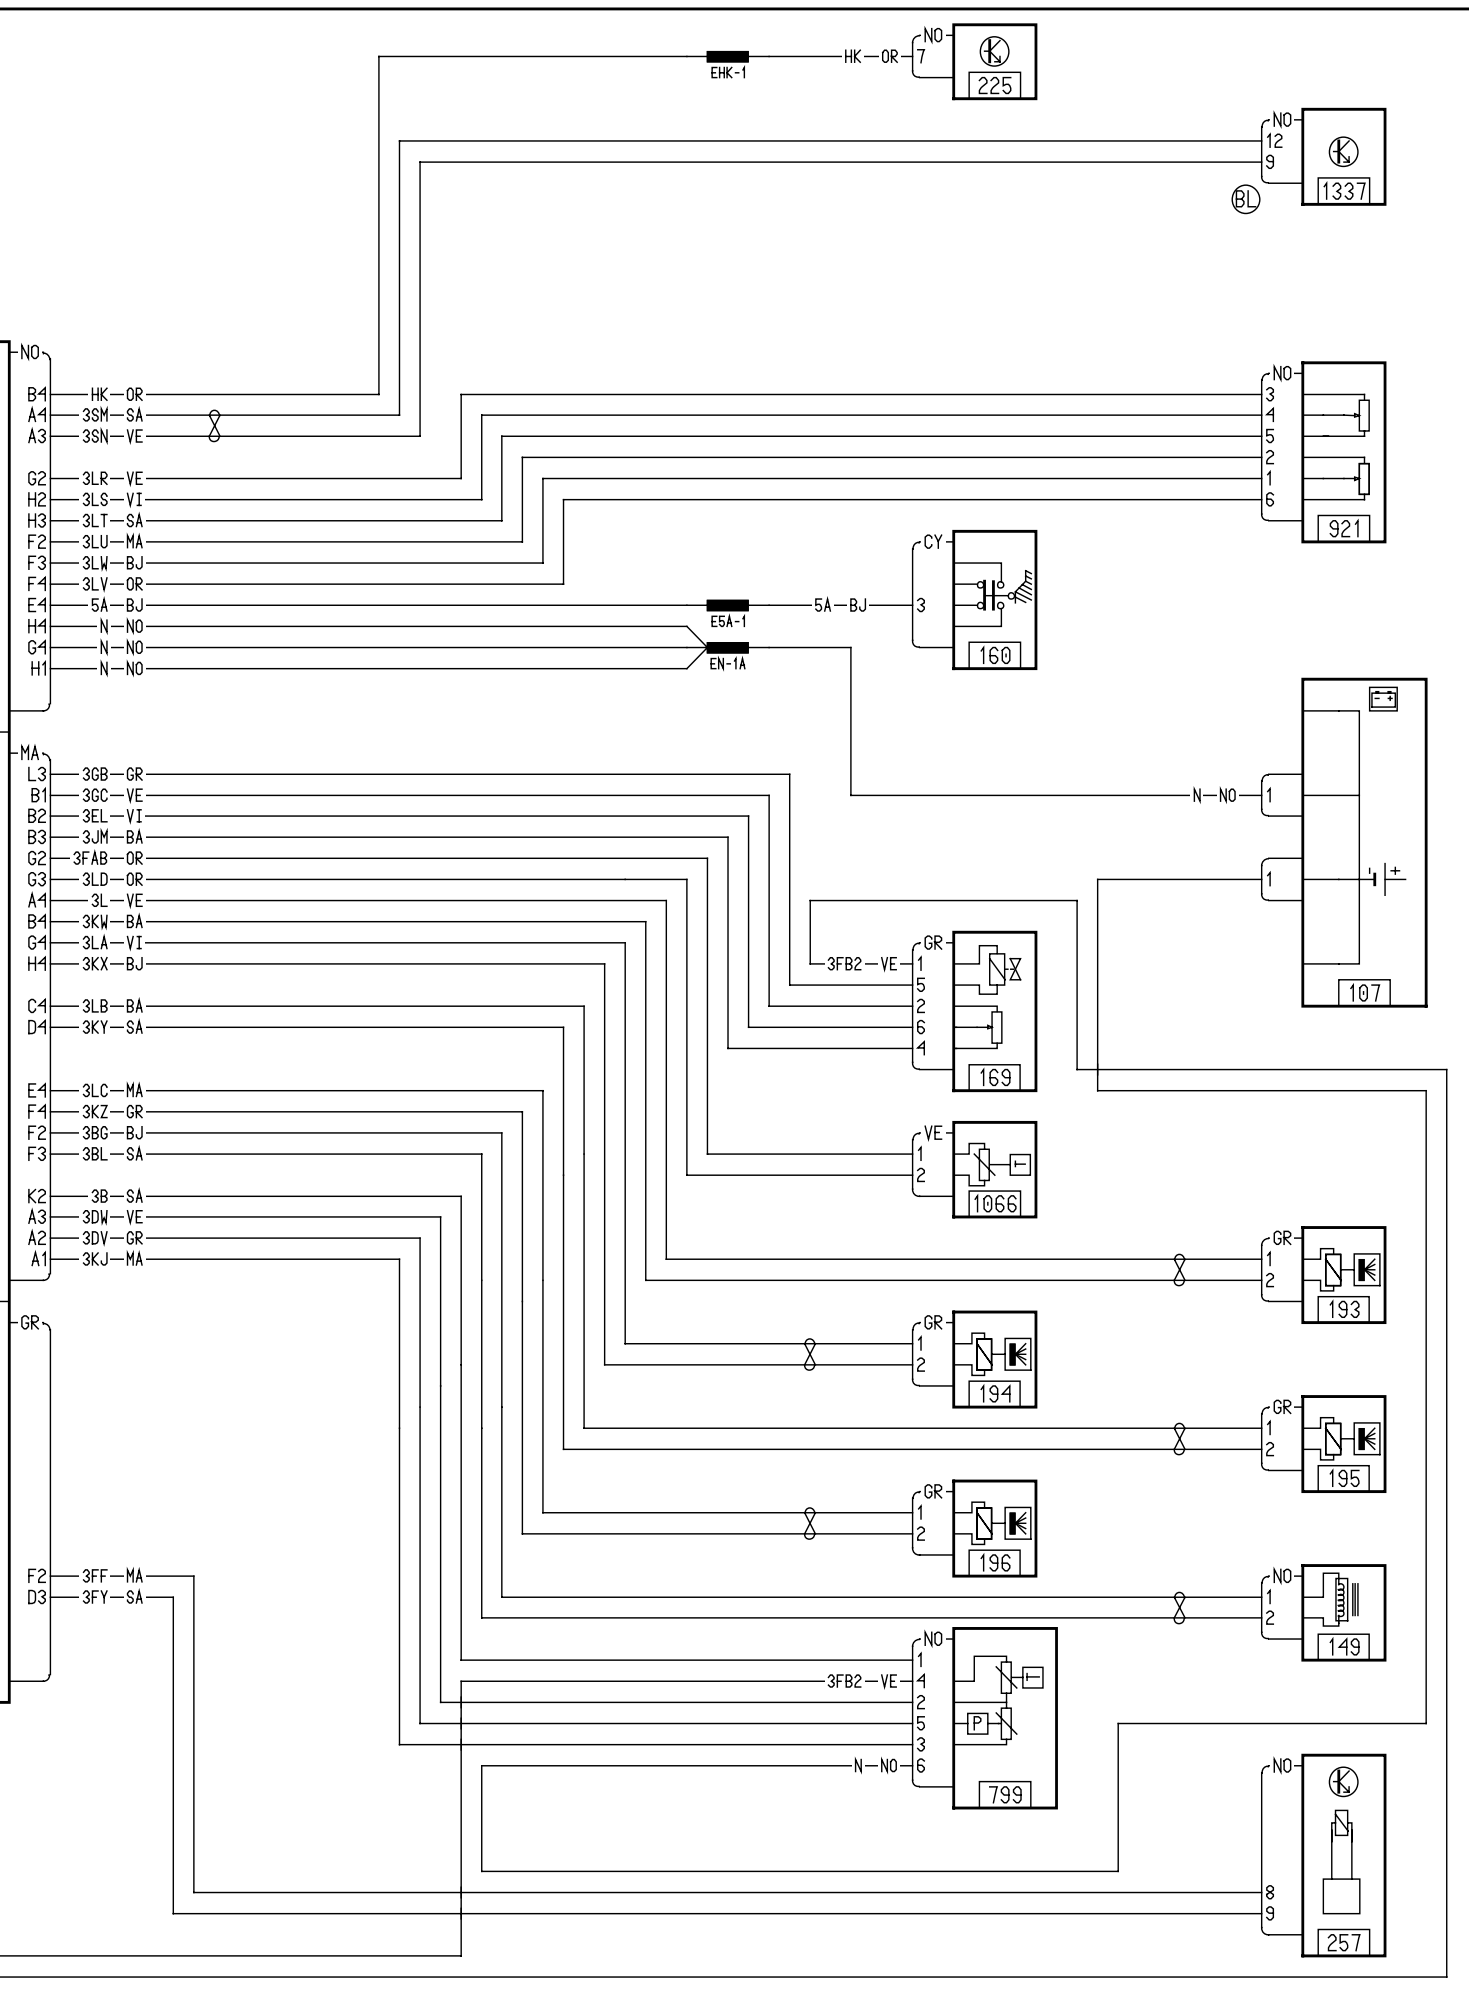 NO
HK OR 7
EHK-1
225
NO
12
9
BL
1337
NO
B4 HK OR
A4 3SM SA
A3 3SN VE
G2 3LR VE
H2 3LS VI
H3 3LT SA
F2 3LU MA
F3 3LW BJ
F4 3LV OR
E4 5A BJ
H4 N NO
G4 N NO
H1 N NO
NO
3
4
5
2
1
6
921
CY
E5A-1
5A BJ 3
EN-1A
160
- +
N NO 1
1
- +
107
MA
L3 3GB GR
B1 3GC VE
B2 3EL VI
B3 3JM BA
G2 3FAB OR
G3 3LD OR
A4 3L VE
B4 3KW BA
G4 3LA VI
H4 3KX BJ
C4 3LB BA
D4 3KY SA
E4 3LC MA
F4 3KZ GR
F2 3BG BJ
F3 3BL SA
K2 3B SA
A3 3DW VE
A2 3DV GR
A1 3KJ MA
GR
3FB2 VE 1
5
2
6
4
169
VE
1
2
T
1066
GR
1
2
193
GR
1
2
194
GR
1
2
195
GR
1
2
196
GR
F2 3FF MA
D3 3FY SA
NO
1
2
149
NO
1
3FB2 VE 4
2
5
3
N NO 6
T
P
799
NO
8
9
257